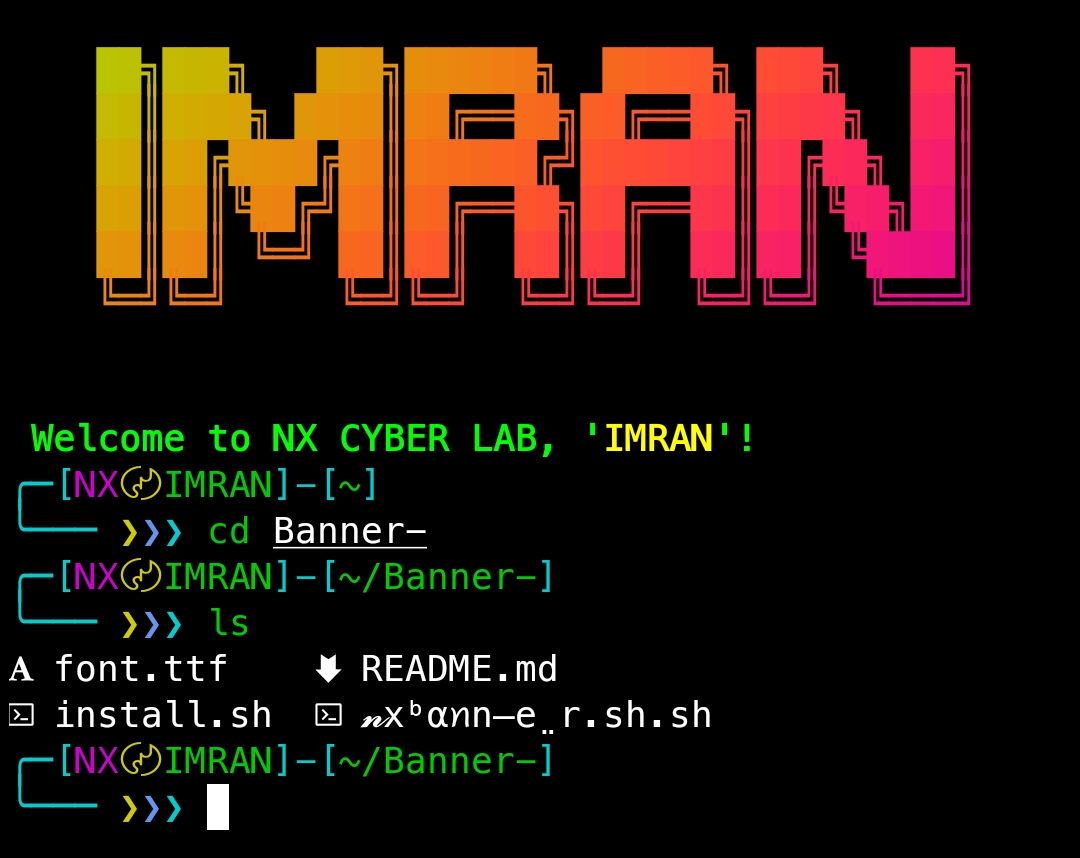 IMRAN
Welcome to NX CYBER LAB, 'IMRAN'!
╭─[NX〄IMRAN]-[~]
╰─── ❯❯❯ cd Banner-
╭─[NX〄IMRAN]-[~/Banner-]
╰─── ❯❯❯ ls
font.ttf README.md
install.sh 𝓃xᵇα𝑛n—e̤r.sh.sh
╭─[NX〄IMRAN]-[~/Banner-]
╰─── ❯❯❯